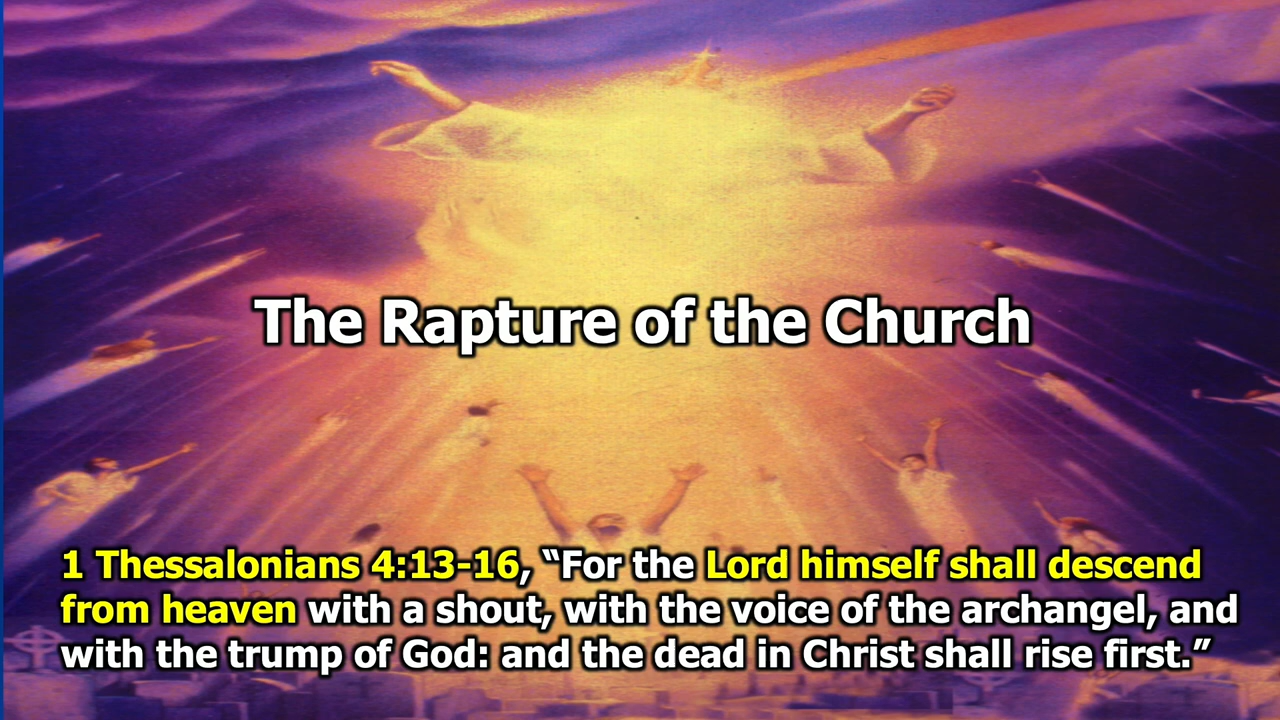 The Rapture of the Church
1 Thessalonians 4:13-16, “For the Lord himself shall descend
from heaven with a shout, with the voice of the archangel, and
with the trump of God: and the dead in Christ shall rise first.”